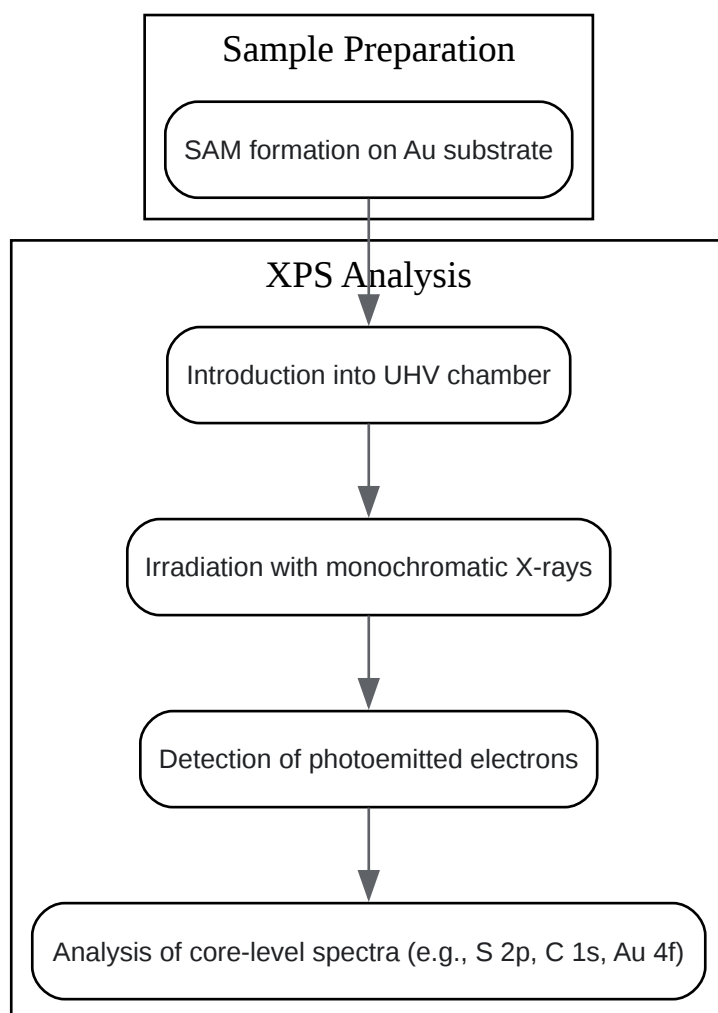 Sample Preparation
SAM formation on Au substrate
XPS Analysis
Introduction into UHV chamber
Irradiation with monochromatic X-rays
Detection of photoemitted electrons
Analysis of core-level spectra (e.g., S 2p, C 1s, Au 4f)